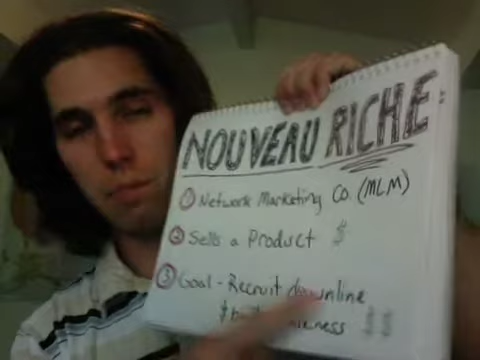 NOUVEAU RICHE
① Network Marketing Co. (MLM)
② Sells a Product $
③ Goal - Recruit downline
$$